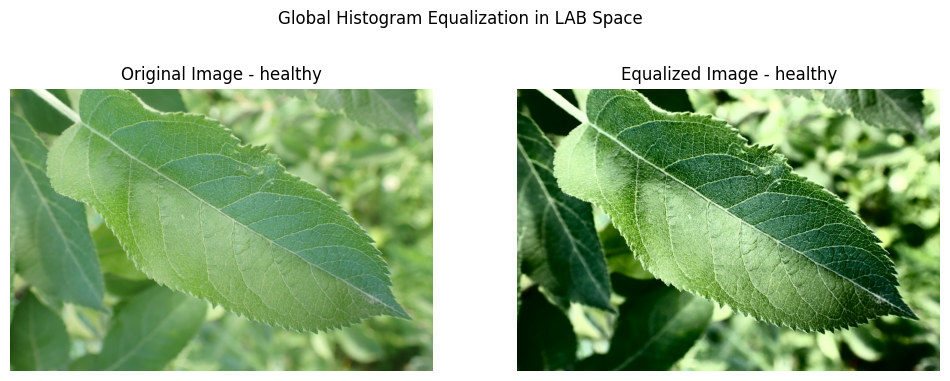 Global Histogram Equalization in LAB Space
Original Image - healthy
Equalized Image - healthy